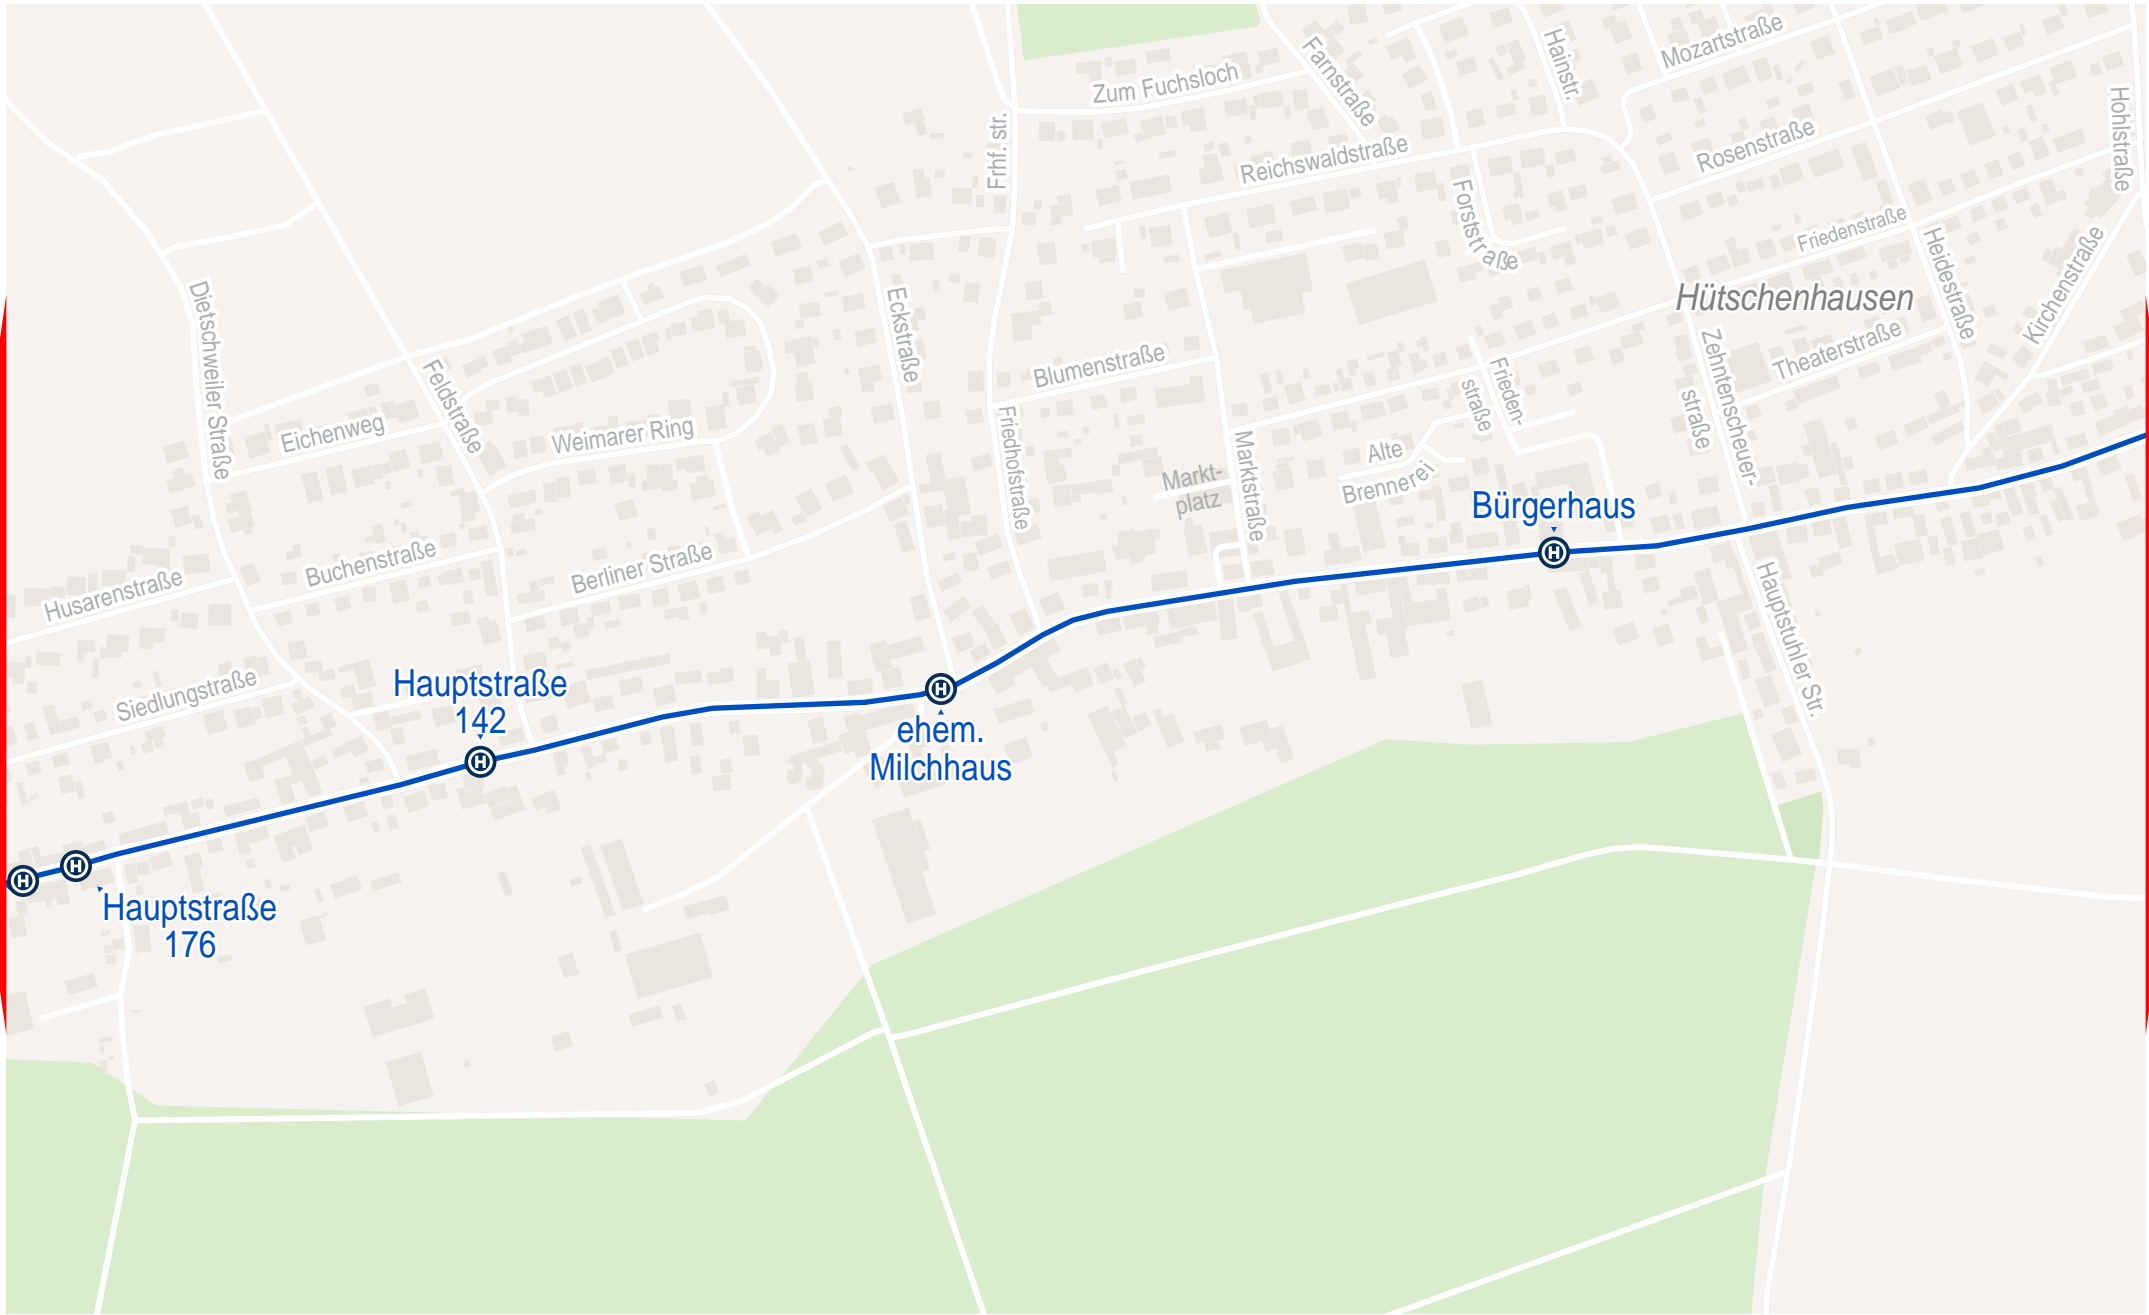 Mozartstraße
Hainstr.
Farnstraße
Zum Fuchsloch
Hohlstraße
Frhf. str.
Reichswaldstraße
Rosenstraße
Forststraße
Friedenstraße
Heidestraße
Kirchenstraße
Hütschenhausen
Dietschweiler Straße
Eckstraße
Zehntenscheuer-
straße
Theaterstraße
Blumenstraße
Feldstraße
Frieden-
straße
Eichenweg
Weimarer Ring
Friedhofstraße
Marktstraße
Markt-
platz
Alte
Brennerei
Bürgerhaus
H
Buchenstraße
Berliner Straße
Husarenstraße
Hauptstuhler Str.
Siedlungstraße
Hauptstraße
142
H
H
ehem.
Milchhaus
H
H
Hauptstraße
176